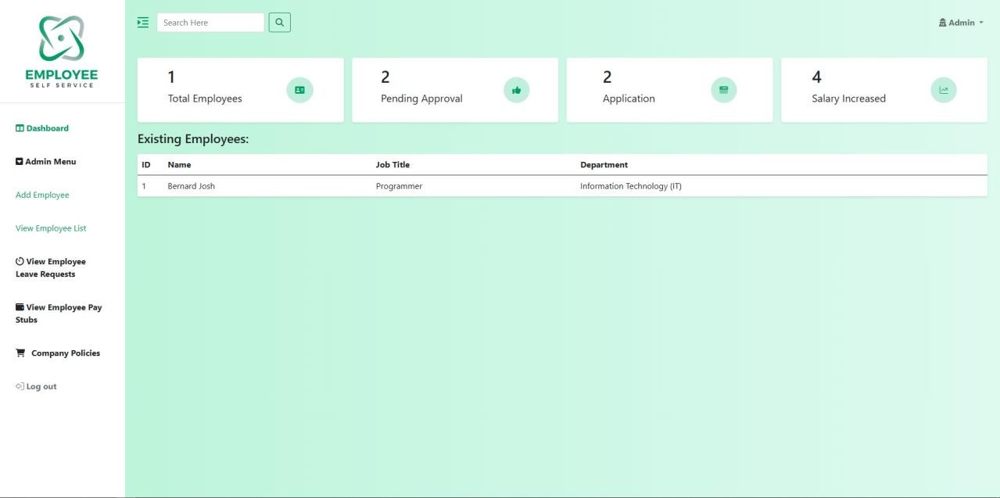 EMPLOYEE
SELF SERVICE
Dashboard
Admin Menu
Add Employee
View Employee List
View Employee
Leave Requests
View Employee Pay
Stubs
Company Policies
Log out
Search Here
Admin
1
Total Employees
2
Pending Approval
2
Application
4
Salary Increased
Existing Employees:
ID Name Job Title Department
1 Bernard Josh Programmer Information Technology (IT)